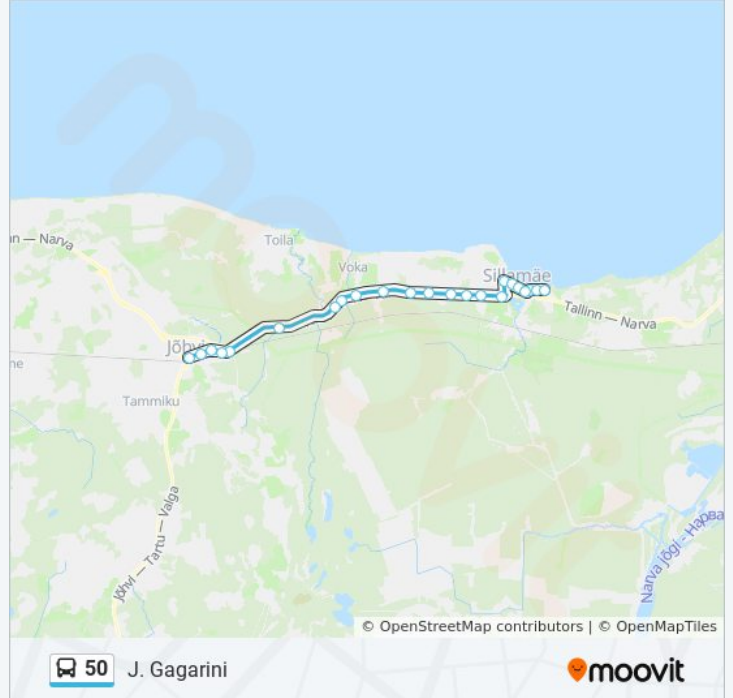 Toila
n — Narva
Voka
Sillamäe
Tallinn — Narva
Jõhvi
ne
Tammiku
Jõhvi — Tartu — Valga
Narva jõgi - Нарва
© OpenStreetMap contributors | © OpenMapTiles
50 J. Gagarini
moovit